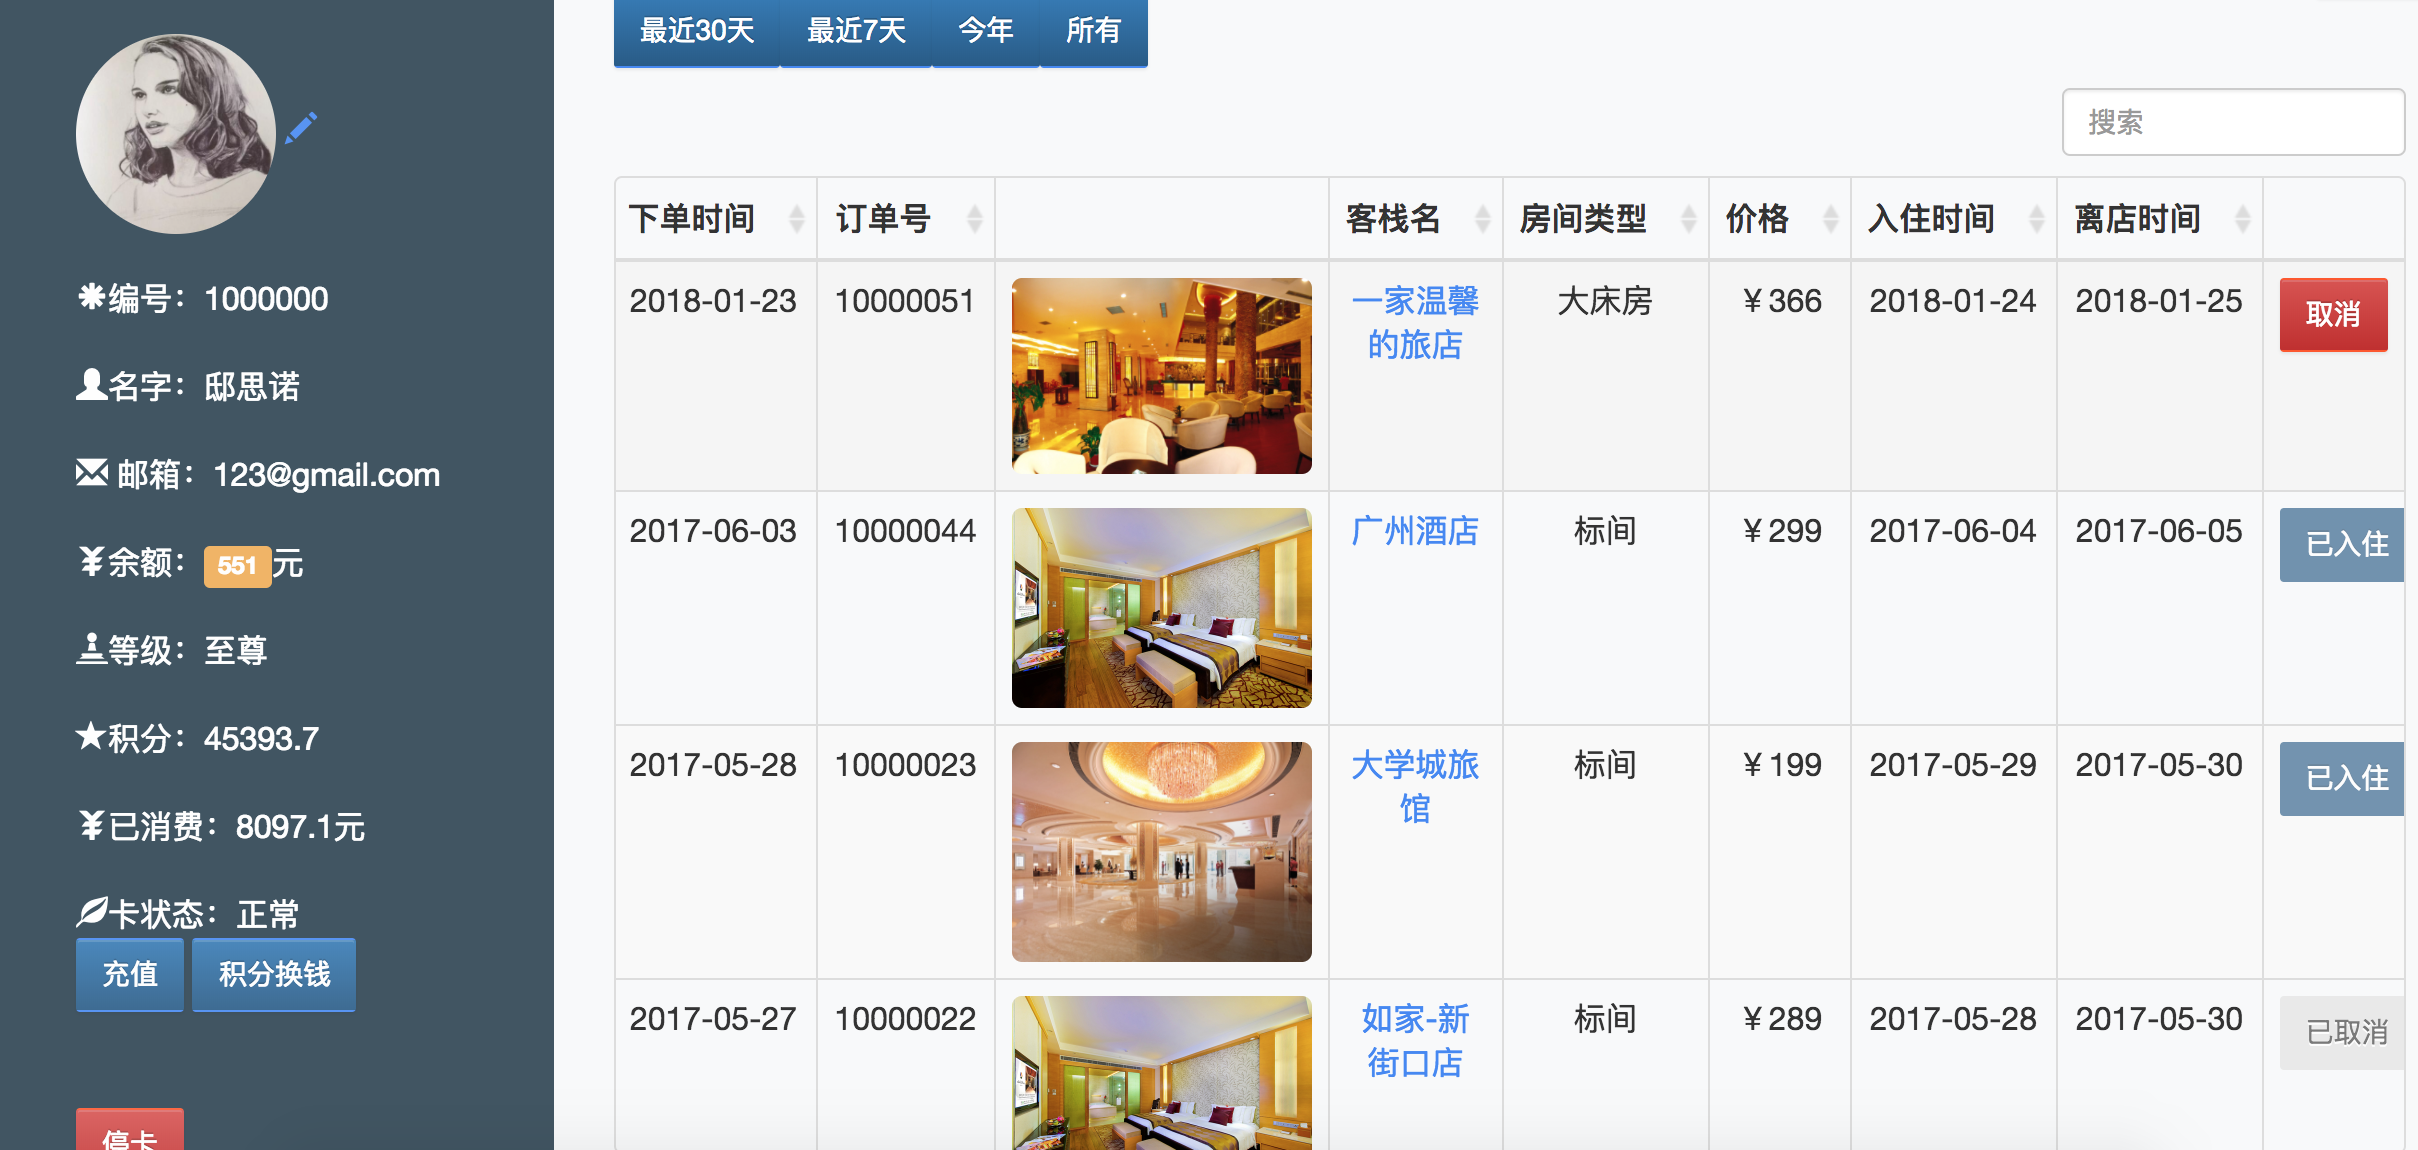 最近30天 最近7天 今年 所有
搜索
编号：1000000
名字：邸思诺
邮箱：123@gmail.com
余额：551元
等级：至尊
积分：45393.7
已消费：8097.1元
卡状态：正常
充值 积分换钱
停卡
下单时间 订单号 客栈名 房间类型 价格 入住时间 离店时间
2018-01-23 10000051 一家温馨的旅店 大床房 ¥366 2018-01-24 2018-01-25 取消
2017-06-03 10000044 广州酒店 标间 ¥299 2017-06-04 2017-06-05 已入住
2017-05-28 10000023 大学城旅馆 标间 ¥199 2017-05-29 2017-05-30 已入住
2017-05-27 10000022 如家-新街口店 标间 ¥289 2017-05-28 2017-05-30 已取消